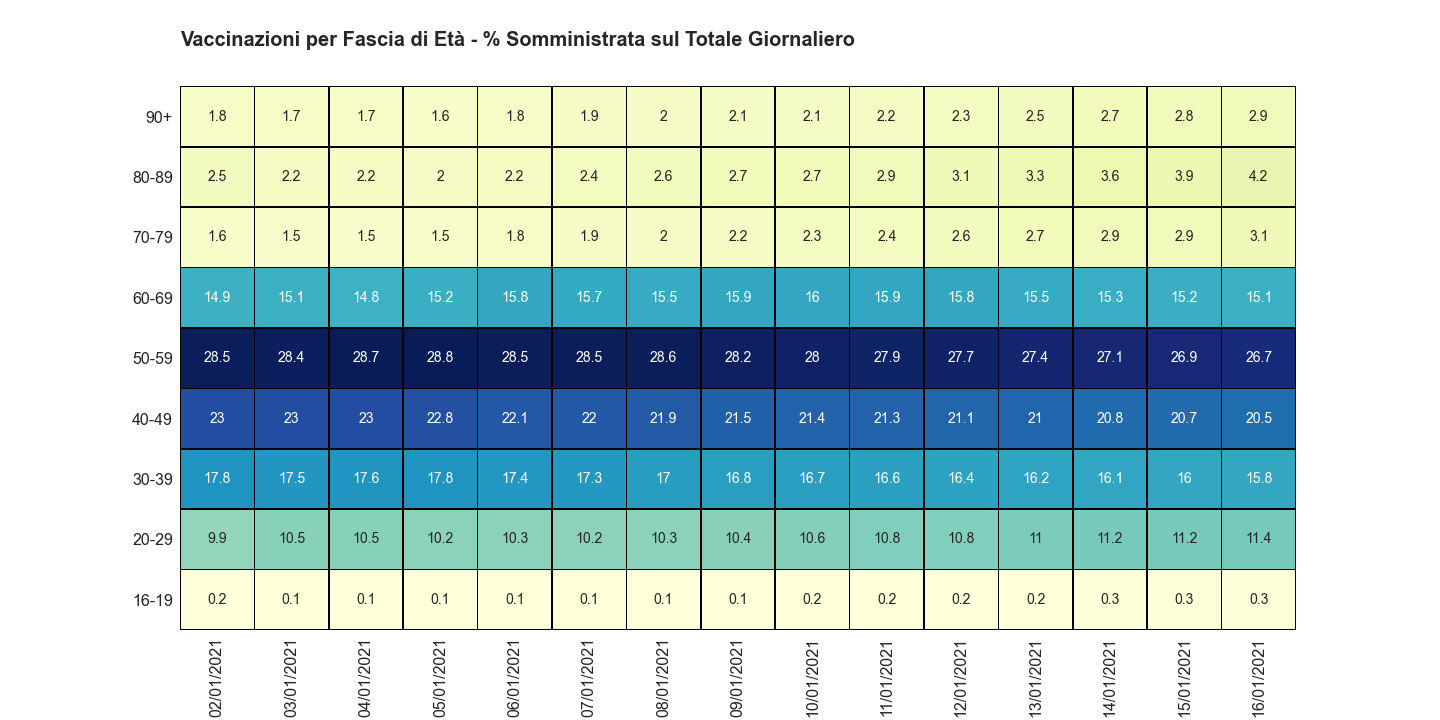 Vaccinazioni per Fascia di Età - % Somministrata sul Totale Giornaliero
90+ 1.8 1.7 1.7 1.6 1.8 1.9 2 2.1 2.1 2.2 2.3 2.5 2.7 2.8 2.9
80-89 2.5 2.2 2.2 2 2.2 2.4 2.6 2.7 2.7 2.9 3.1 3.3 3.6 3.9 4.2
70-79 1.6 1.5 1.5 1.5 1.8 1.9 2 2.2 2.3 2.4 2.6 2.7 2.9 2.9 3.1
60-69 14.9 15.1 14.8 15.2 15.8 15.7 15.5 15.9 16 15.9 15.8 15.5 15.3 15.2 15.1
50-59 28.5 28.4 28.7 28.8 28.5 28.5 28.6 28.2 28 27.9 27.7 27.4 27.1 26.9 26.7
40-49 23 23 23 22.8 22.1 22 21.9 21.5 21.4 21.3 21.1 21 20.8 20.7 20.5
30-39 17.8 17.5 17.6 17.8 17.4 17.3 17 16.8 16.7 16.6 16.4 16.2 16.1 16 15.8
20-29 9.9 10.5 10.5 10.2 10.3 10.2 10.3 10.4 10.6 10.8 10.8 11 11.2 11.2 11.4
16-19 0.2 0.1 0.1 0.1 0.1 0.1 0.1 0.1 0.2 0.2 0.2 0.2 0.3 0.3 0.3
02/01/2021 03/01/2021 04/01/2021 05/01/2021 06/01/2021 07/01/2021 08/01/2021 09/01/2021 10/01/2021 11/01/2021 12/01/2021 13/01/2021 14/01/2021 15/01/2021 16/01/2021